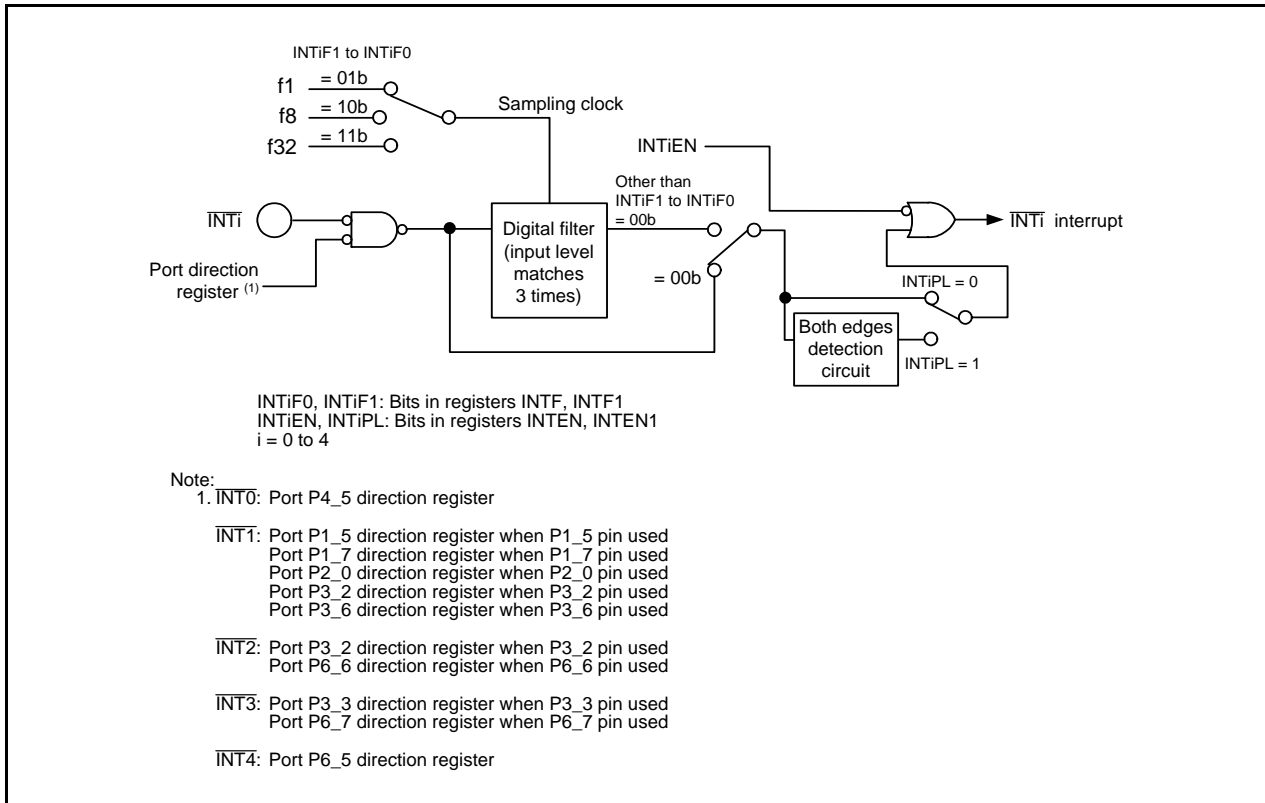 INTiF1 to INTiF0
f1
= 01b
f8
= 10b
f32
= 11b
Sampling clock
INTiEN
Other than
INTiF1 to INTiF0
= 00b
INTi
Digital filter
(input level
matches
3 times)
INTi interrupt
Port direction
register (1)
= 00b
INTiPL = 0
Both edges
detection
circuit
INTiPL = 1
INTiF0, INTiF1: Bits in registers INTF, INTF1
INTiEN, INTiPL: Bits in registers INTEN, INTEN1
i = 0 to 4
Note:
1. INT0: Port P4_5 direction register
INT1: Port P1_5 direction register when P1_5 pin used
Port P1_7 direction register when P1_7 pin used
Port P2_0 direction register when P2_0 pin used
Port P3_2 direction register when P3_2 pin used
Port P3_6 direction register when P3_6 pin used
INT2: Port P3_2 direction register when P3_2 pin used
Port P6_6 direction register when P6_6 pin used
INT3: Port P3_3 direction register when P3_3 pin used
Port P6_7 direction register when P6_7 pin used
INT4: Port P6_5 direction register